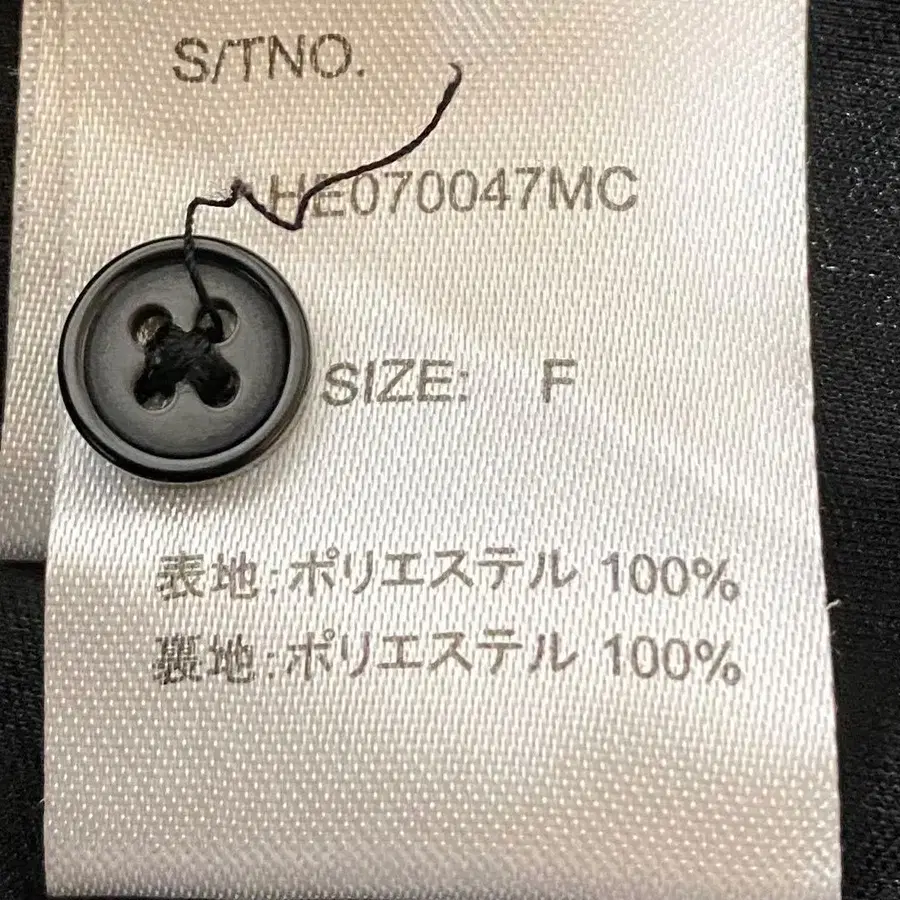 S/TNO.
HE070047MC
SIZE: F
表地:ポリエステル 100%
裏地:ポリエステル 100%